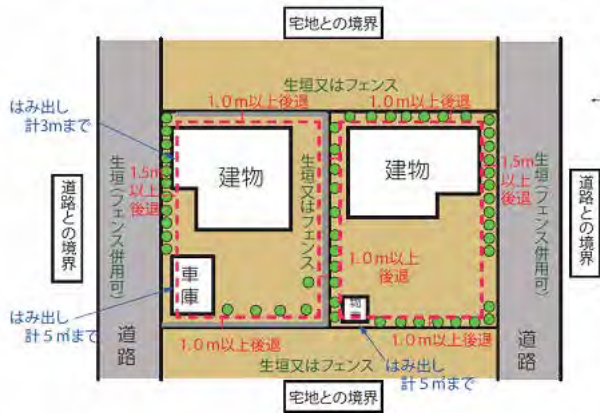 宅地との境界
生垣又はフェンス
1.0m以上後退
1.0m以上後退
はみ出し
計3mまで
生垣(フェンス併用可)
1.5m
以上
後退
建物
生垣又はフェンス
建物
1.5m
以上
後退
生垣(フェンス併用可)
道路との境界
道路との境界
車庫
1.0m以上
後退
物置
はみ出し
計5㎡まで
道路
1.0m以上後退
1.0m以上後退
道路
はみ出し
計5㎡まで
生垣又はフェンス
宅地との境界